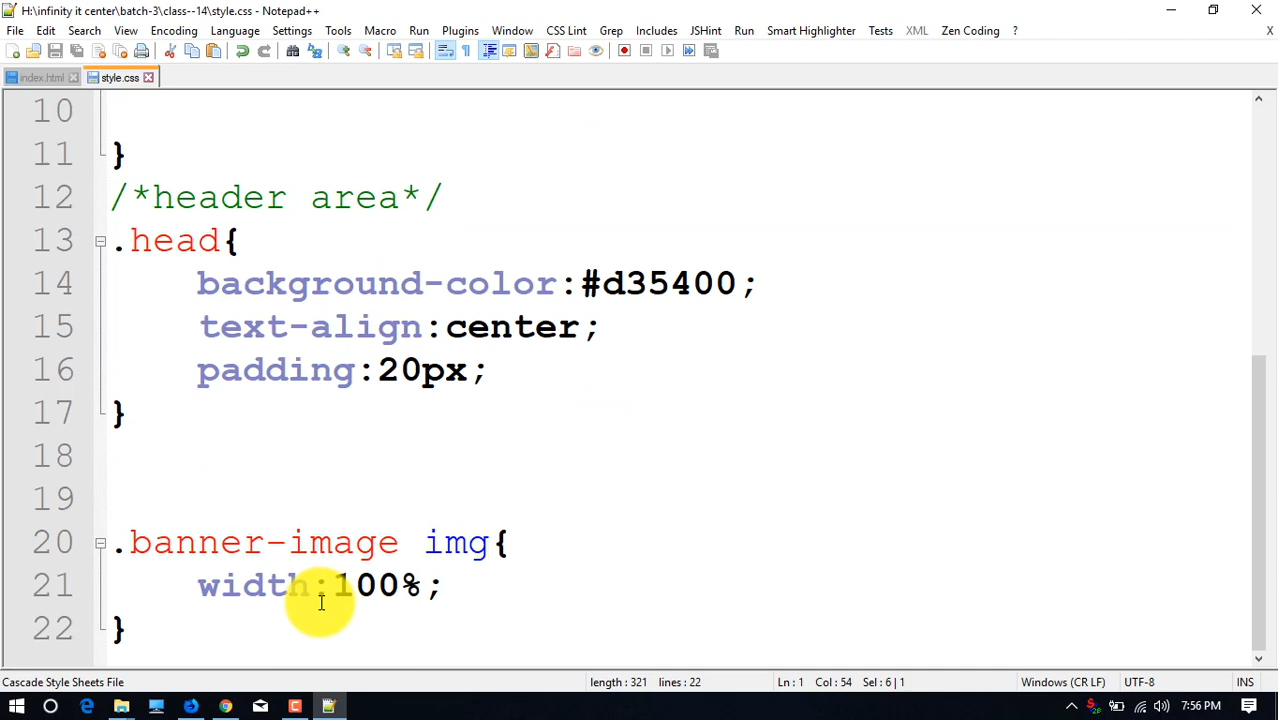 H:\infinity it center\batch-3\class--14\style.css - Notepad++
File Edit Search View Encoding Language Settings Tools Macro Run Plugins Window CSS Lint Grep Includes JSHint Run Smart Highlighter Tests XML Zen Coding ? X
index.html style.css
10
11 }
12 /*header area*/
13 .head{
14 background-color:#d35400;
15 text-align:center;
16 padding:20px;
17 }
18
19
20 .banner-image img{
21 width:100%;
22 }
Cascade Style Sheets File length : 321 lines : 22 Ln : 1 Col : 54 Sel : 6 | 1 Windows (CR LF) UTF-8 INS
7:56 PM